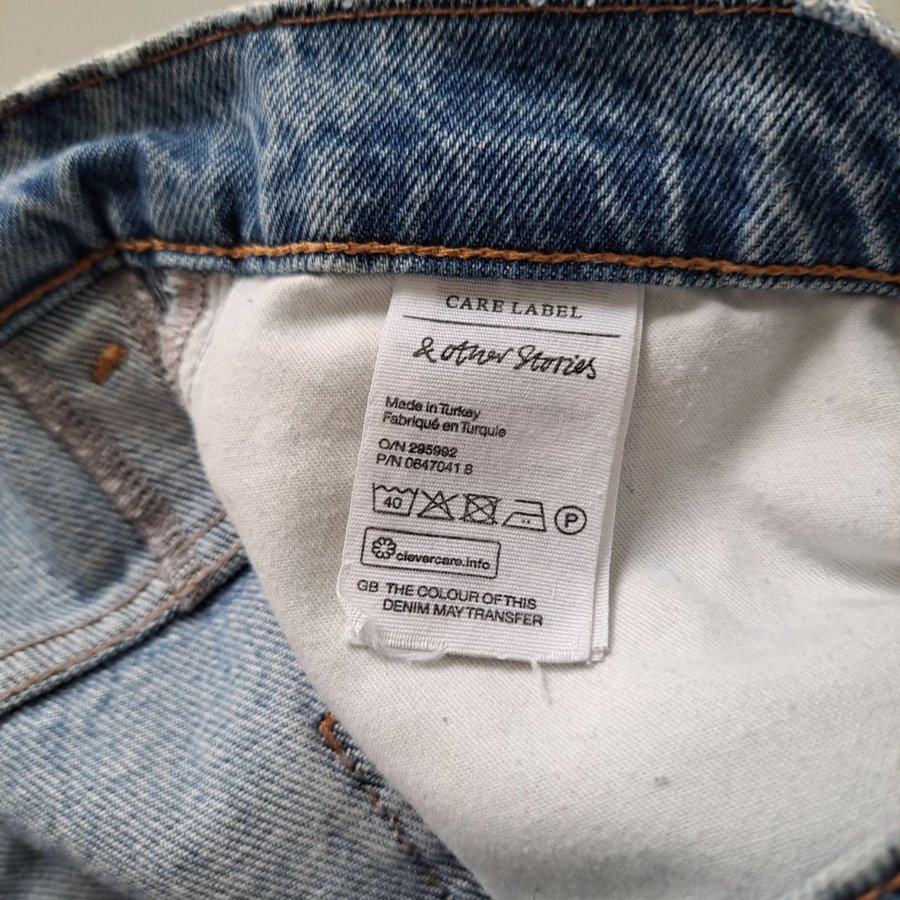 CARE LABEL
& other Stories
Made in Turkey
Fabriqué en Turquie
O/N 295992
P/N 0647041 8
40 P
clevercare.info
GB THE COLOUR OF THIS
DENIM MAY TRANSFER